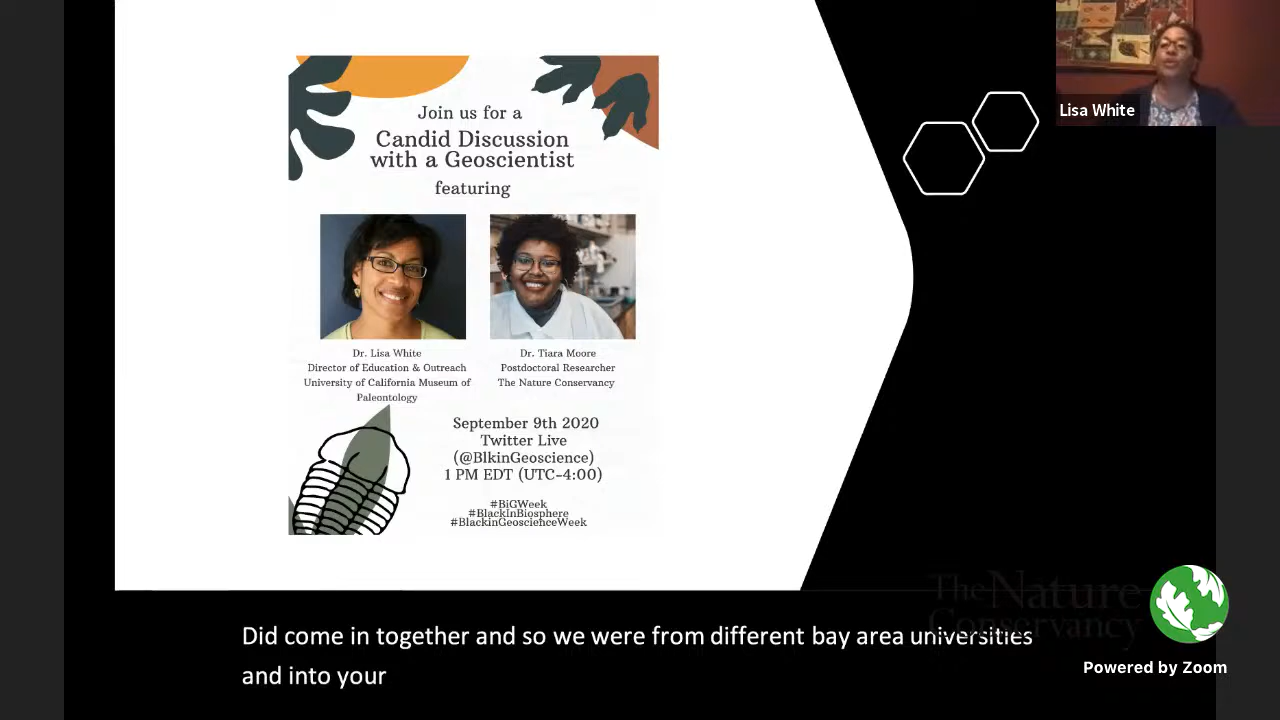 Join us for a
Candid Discussion
with a Geoscientist
featuring
Dr. Lisa White
Director of Education & Outreach
University of California Museum of
Paleontology
Dr. Tiara Moore
Postdoctoral Researcher
The Nature Conservancy
September 9th 2020
Twitter Live
(@BlkinGeoscience)
1 PM EDT (UTC-4:00)
#BiGWeek
#BlackInBiosphere
#BlackinGeoscienceWeek
Lisa White
The Nature
Conservancy
Did come in together and so we were from different bay area universities
and into your
Powered by Zoom